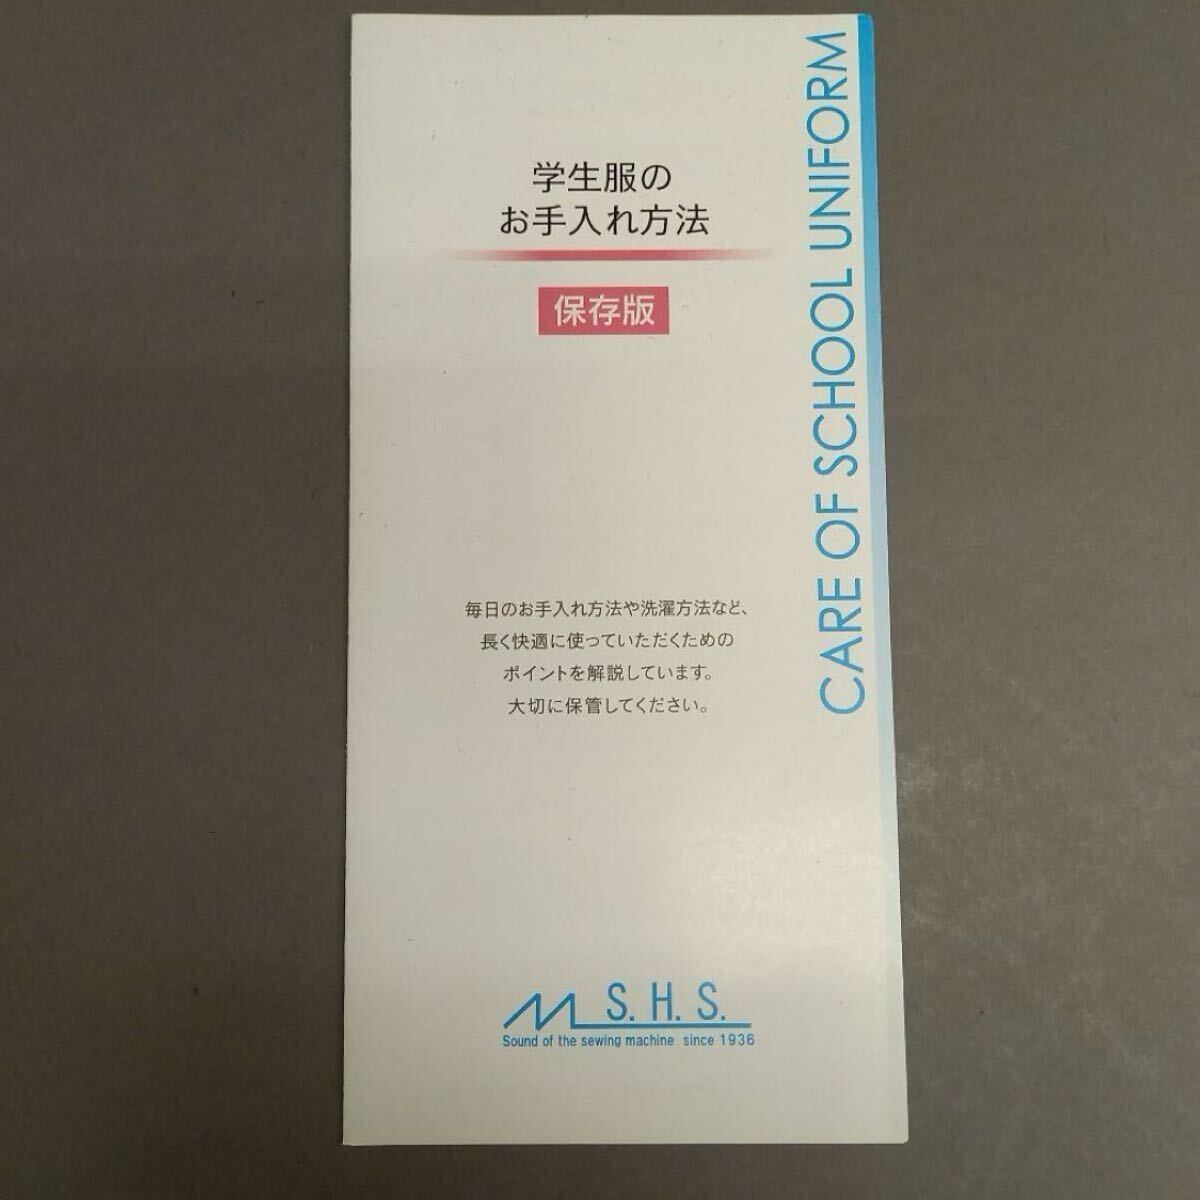 学生服の
お手入れ方法
保存版
CARE OF SCHOOL UNIFORM
毎日のお手入れ方法や洗濯方法など、
長く快適に使っていただくための
ポイントを解説しています。
大切に保管してください。
S. H. S.
Sound of the sewing machine since 1936